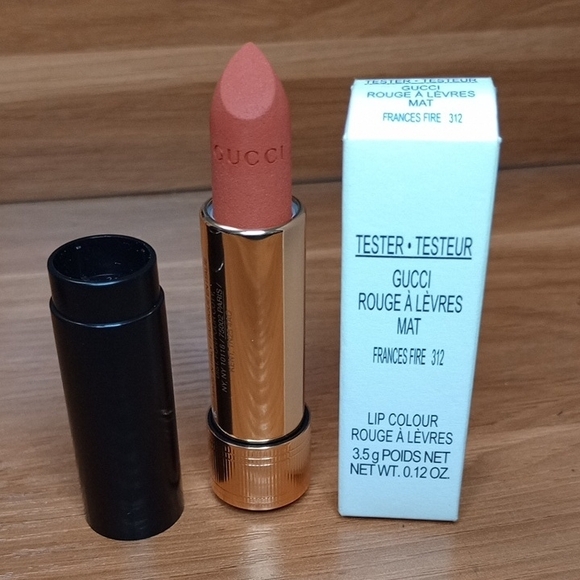 GUCCI
TESTER • TESTEUR
GUCCI
ROUGE À LÈVRES
MAT
FRANCES FIRE 312
TESTER • TESTEUR
GUCCI
ROUGE À LÈVRES
MAT
FRANCES FIRE 312
LIP COLOUR
ROUGE À LÈVRES
3.5 g POIDS NET
NET WT. 0.12 OZ.